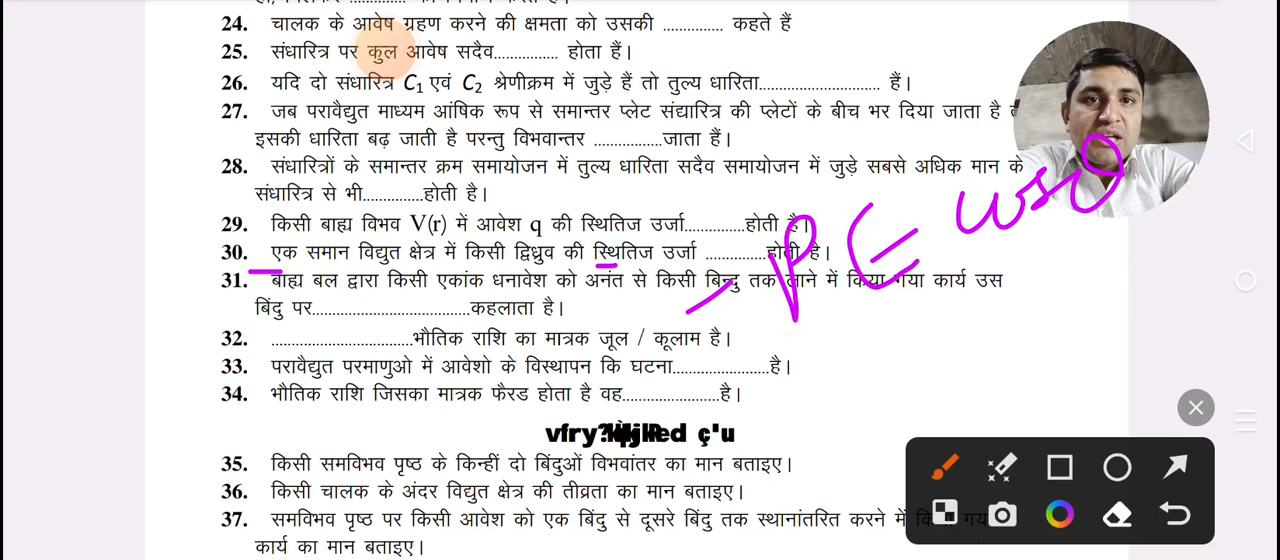 24. चालक के आवेष ग्रहण करने की क्षमता को उसकी ............... कहते हैं
25. संधारित्र पर कुल आवेष सदैव................ होता हैं।
26. यदि दो संधारित्र C₁ एवं C₂ श्रेणीक्रम में जुड़े हैं तो तुल्य धारिता.............................. हैं।
27. जब परावैद्युत माध्यम आंषिक रूप से समान्तर प्लेट संद्यारित्र की प्लेटों के बीच भर दिया जाता है
इसकी धारिता बढ़ जाती है परन्तु विभवान्तर .................जाता हैं।
28. संधारित्रों के समान्तर क्रम समायोजन में तुल्य धारिता सदैव समायोजन में जुड़े सबसे अधिक मान के
संधारित्र से भी...............होती है।
29. किसी बाह्य विभव V(r) में आवेश q की स्थितिज उर्जा...............होती है।
30. एक समान विद्युत क्षेत्र में किसी द्विध्रुव की स्थितिज उर्जा ...............होती है।
- PE cosθ
31. बाह्य बल द्वारा किसी एकांक धनावेश को अनंत से किसी बिन्दु तक लाने में किया गया कार्य उस
बिंदु पर.......................................कहलाता है।
32. ...................................भौतिक राशि का मात्रक जूल / कूलाम है।
33. परावैद्युत परमाणुओ में आवेशो के विस्थापन कि घटना........................है।
34. भौतिक राशि जिसका मात्रक फैरड होता है वह........................है।
35. किसी समविभव पृष्ठ के किन्हीं दो बिंदुओं विभवांतर का मान बताइए।
36. किसी चालक के अंदर विद्युत क्षेत्र की तीव्रता का मान बताइए।
37. समविभव पृष्ठ पर किसी आवेश को एक बिंदु से दूसरे बिंदु तक स्थानांतरित करने में
कार्य का मान बताइए।